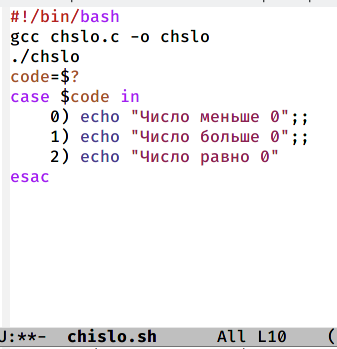 #!/bin/bash
gcc chslo.c -o chslo
./chslo
code=$?
case $code in
    0) echo "Число меньше 0";;
    1) echo "Число больше 0";;
    2) echo "Число равно 0"
esac
U:**-  chislo.sh      All L10    (